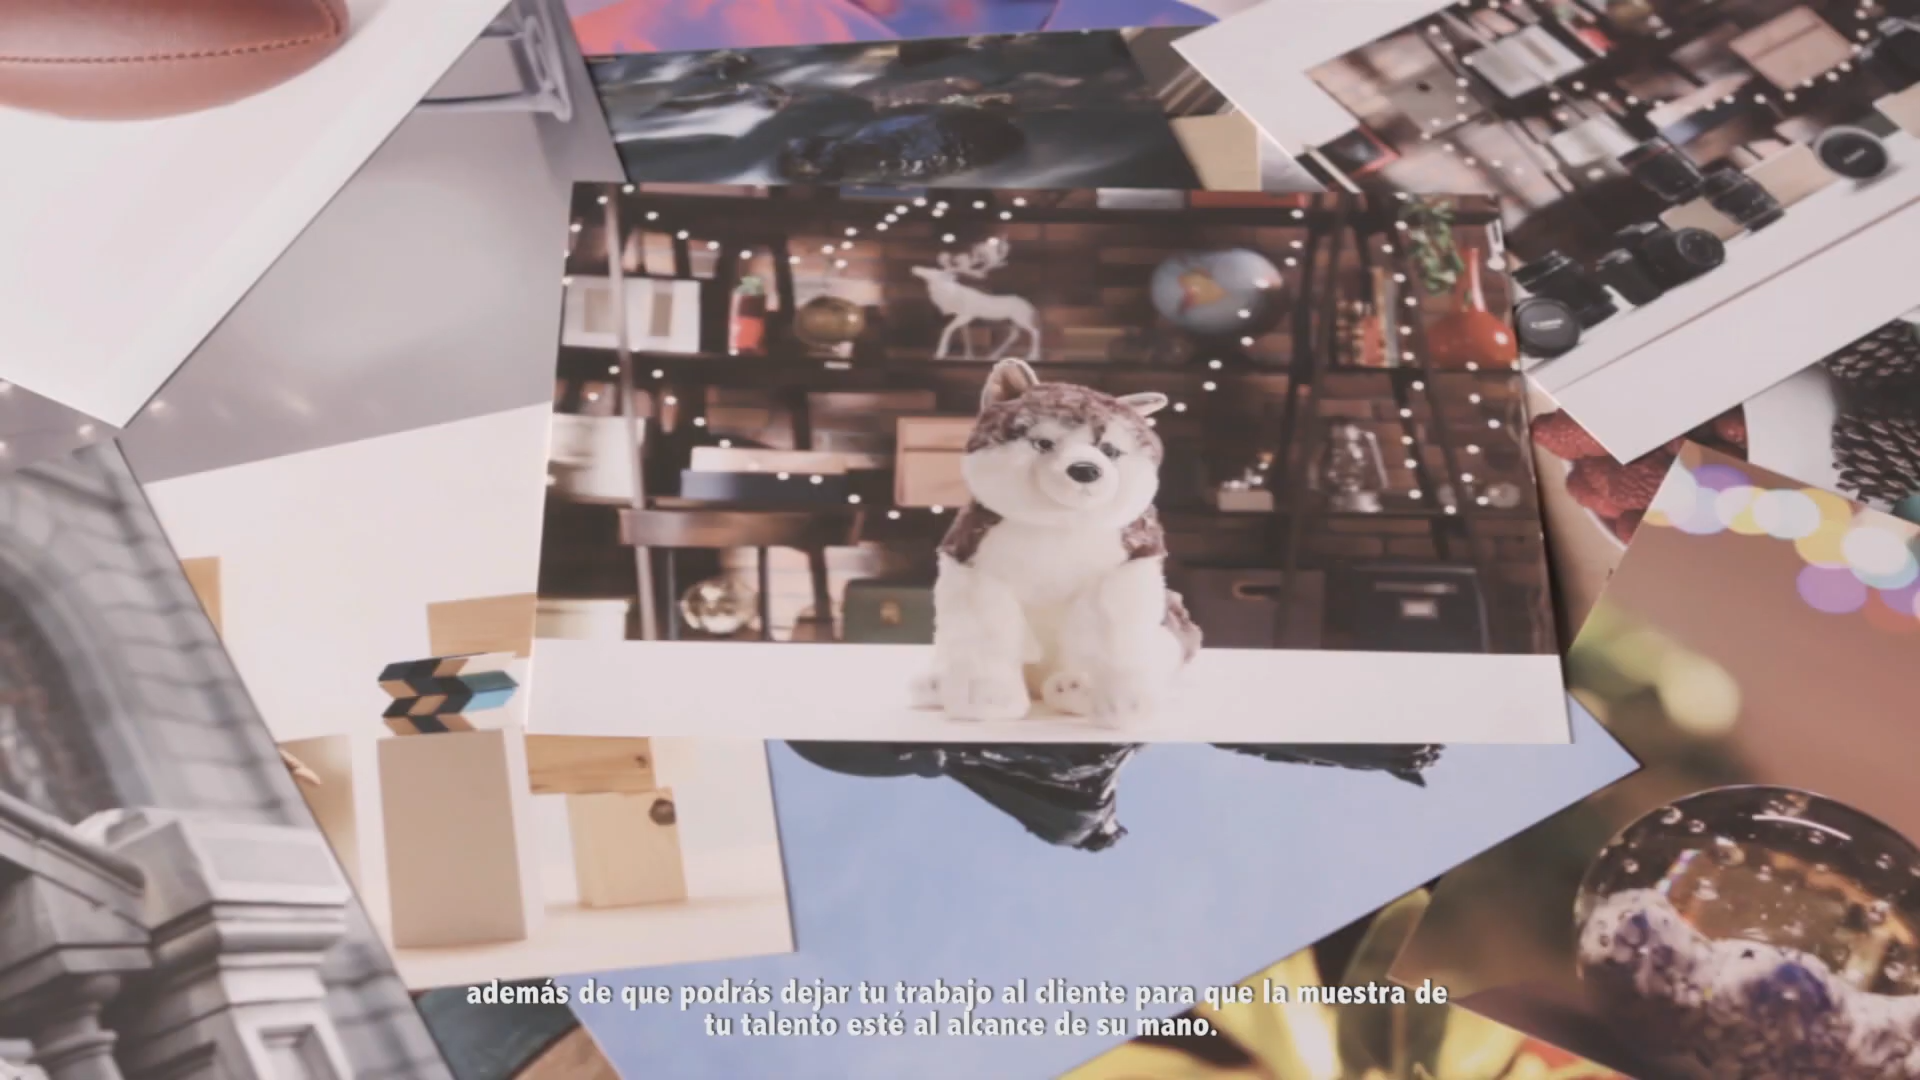 además de que podrás dejar tu trabajo al cliente para que la muestra de
tu talento esté al alcance de su mano.